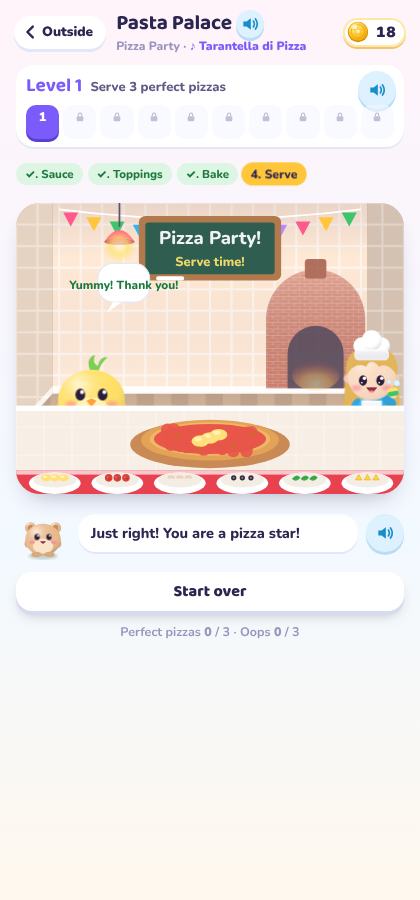 Outside
Pasta Palace
Pizza Party · ♪ Tarantella di Pizza
18
Level 1 Serve 3 perfect pizzas
1
✓. Sauce ✓. Toppings ✓. Bake 4. Serve
Pizza Party!
Serve time!
Yummy! Thank you!
Just right! You are a pizza star!
Start over
Perfect pizzas 0 / 3 · Oops 0 / 3